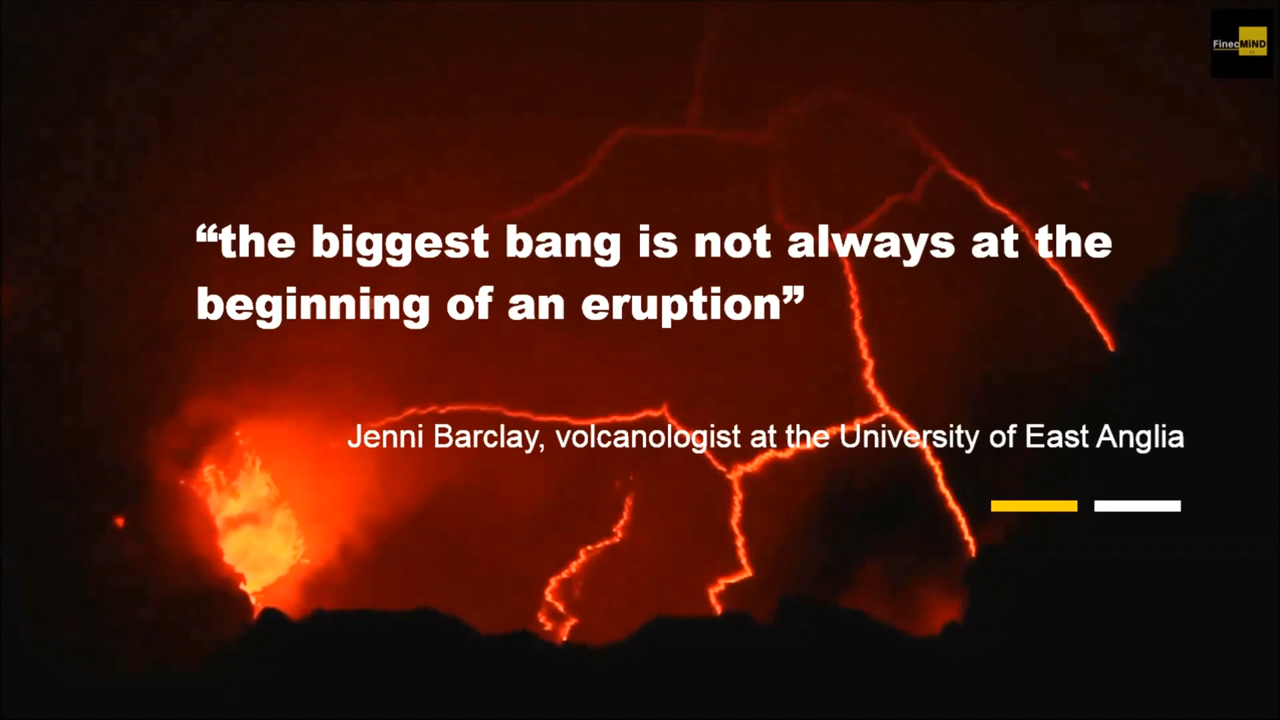 FinecMiND
“the biggest bang is not always at the
beginning of an eruption”
Jenni Barclay, volcanologist at the University of East Anglia